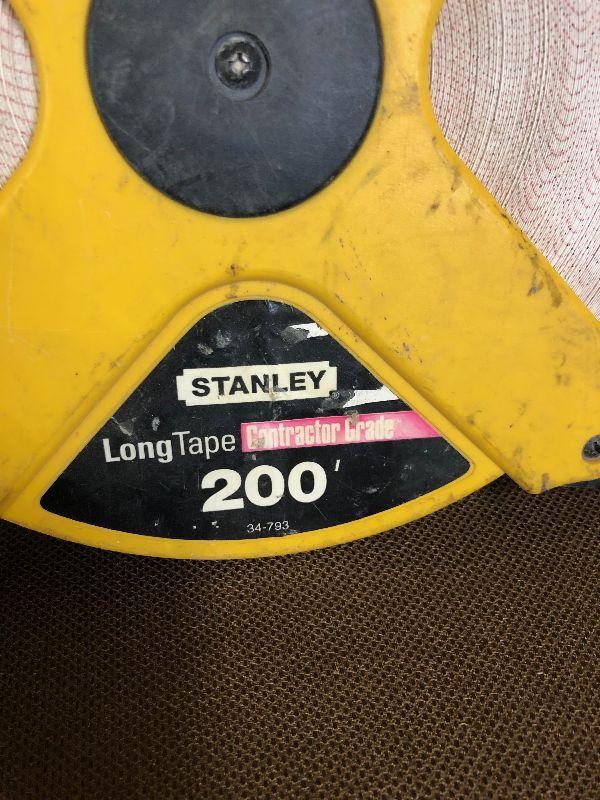 STANLEY
LongTape Contractor Grade
200'
34-793